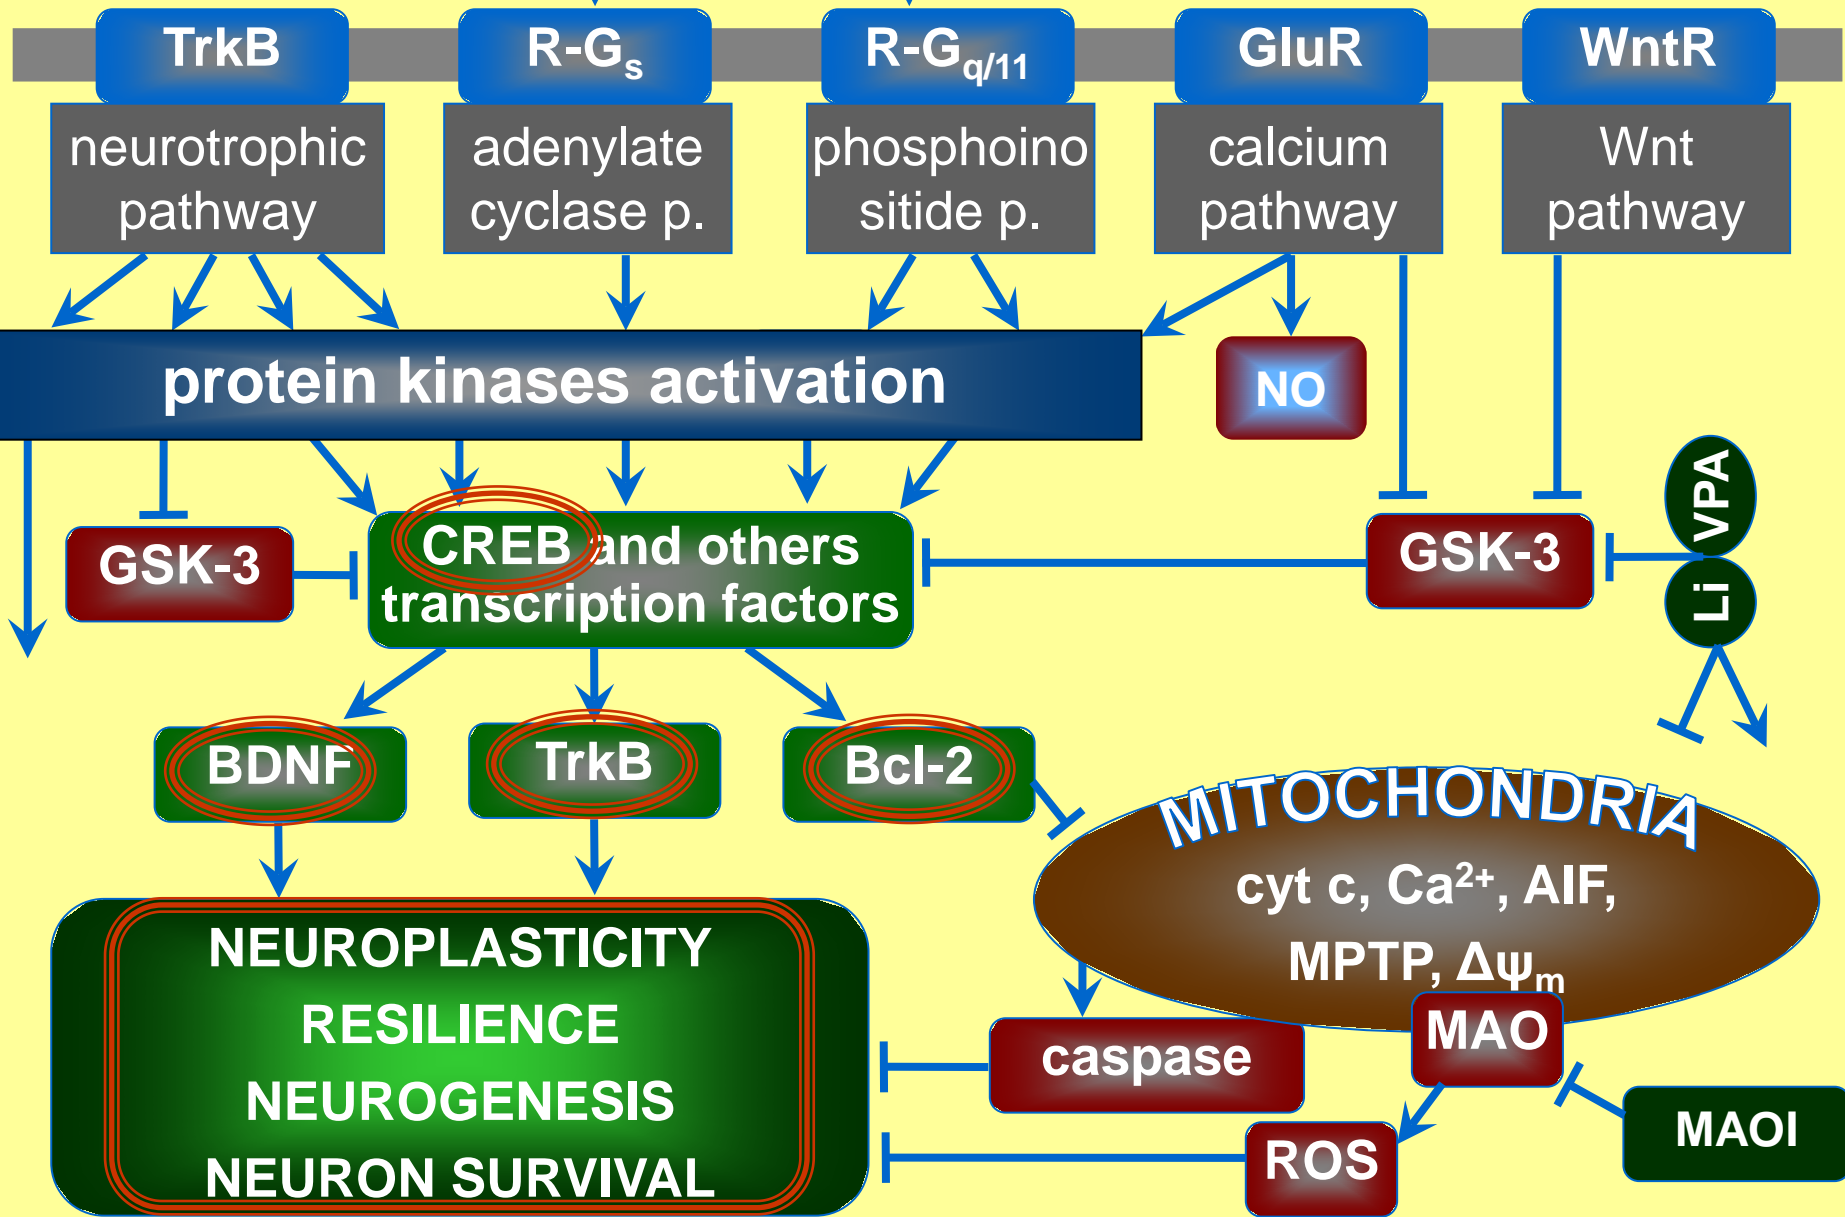 TrkB
R-Gs
R-Gq/11
GluR
WntR
neurotrophic
pathway
adenylate
cyclase p.
phosphoino
sitide p.
calcium
pathway
Wnt
pathway
protein kinases activation
NO
GSK-3
CREB and others
transcription factors
GSK-3
VPA
Li
BDNF
TrkB
Bcl-2
MITOCHONDRIA
cyt c, Ca²⁺, AIF,
MPTP, Δψm
NEUROPLASTICITY
RESILIENCE
NEUROGENESIS
NEURON SURVIVAL
caspase
MAO
ROS
MAOI